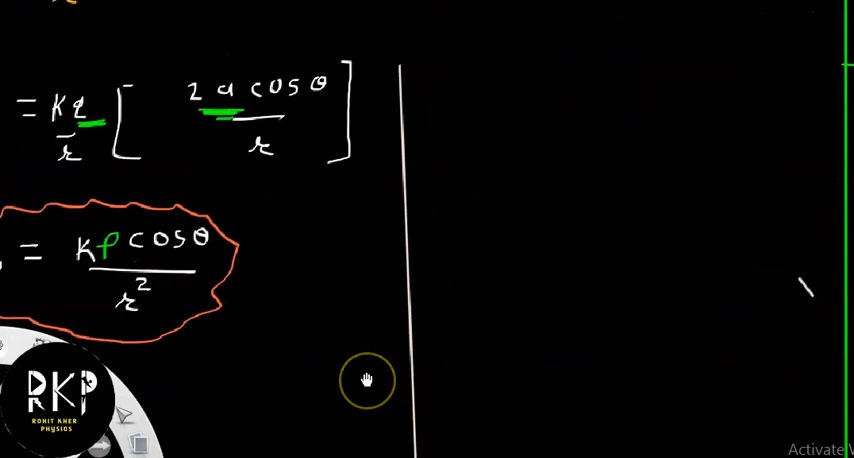 = kq/r [ 2a cosθ/r ]
= kp cosθ/r²
RKP
ROHIT KHER
PHYSICS
Activate